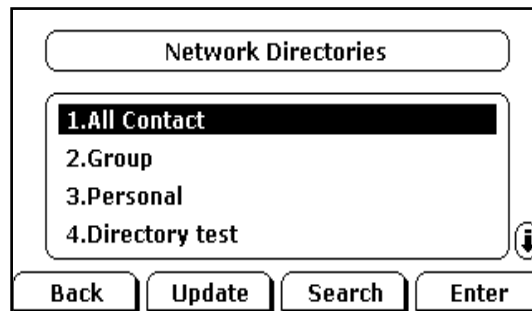 Network Directories
1.All Contact
2.Group
3.Personal
4.Directory test
Back Update Search Enter